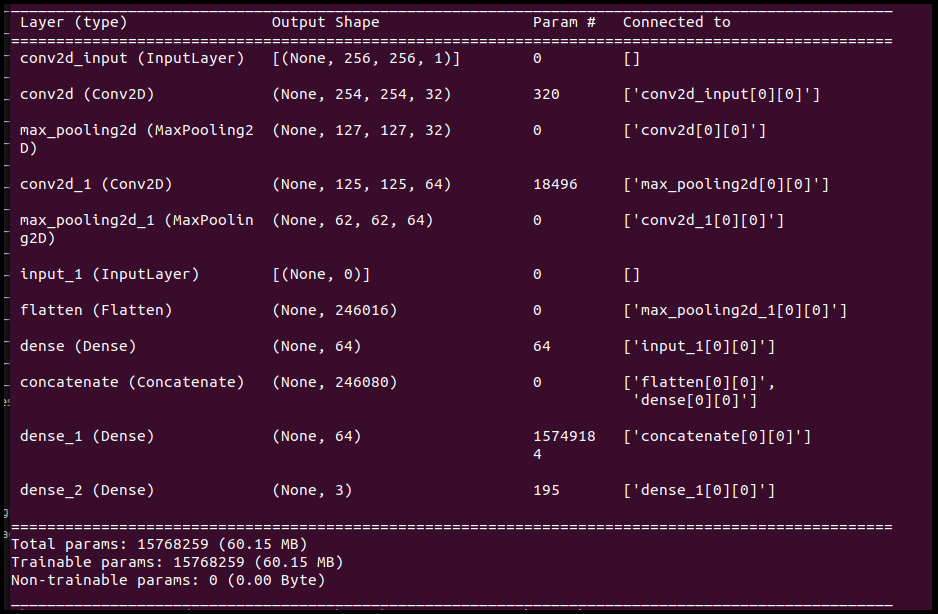 Layer (type) Output Shape Param # Connected to
==================================================================================================
conv2d_input (InputLayer) [(None, 256, 256, 1)] 0 []
conv2d (Conv2D) (None, 254, 254, 32) 320 ['conv2d_input[0][0]']
max_pooling2d (MaxPooling2 (None, 127, 127, 32) 0 ['conv2d[0][0]']
D)
conv2d_1 (Conv2D) (None, 125, 125, 64) 18496 ['max_pooling2d[0][0]']
max_pooling2d_1 (MaxPoolin (None, 62, 62, 64) 0 ['conv2d_1[0][0]']
g2D)
input_1 (InputLayer) [(None, 0)] 0 []
flatten (Flatten) (None, 246016) 0 ['max_pooling2d_1[0][0]']
dense (Dense) (None, 64) 64 ['input_1[0][0]']
concatenate (Concatenate) (None, 246080) 0 ['flatten[0][0]',
'dense[0][0]']
dense_1 (Dense) (None, 64) 1574918 ['concatenate[0][0]']
4
dense_2 (Dense) (None, 3) 195 ['dense_1[0][0]']
==================================================================================================
Total params: 15768259 (60.15 MB)
Trainable params: 15768259 (60.15 MB)
Non-trainable params: 0 (0.00 Byte)